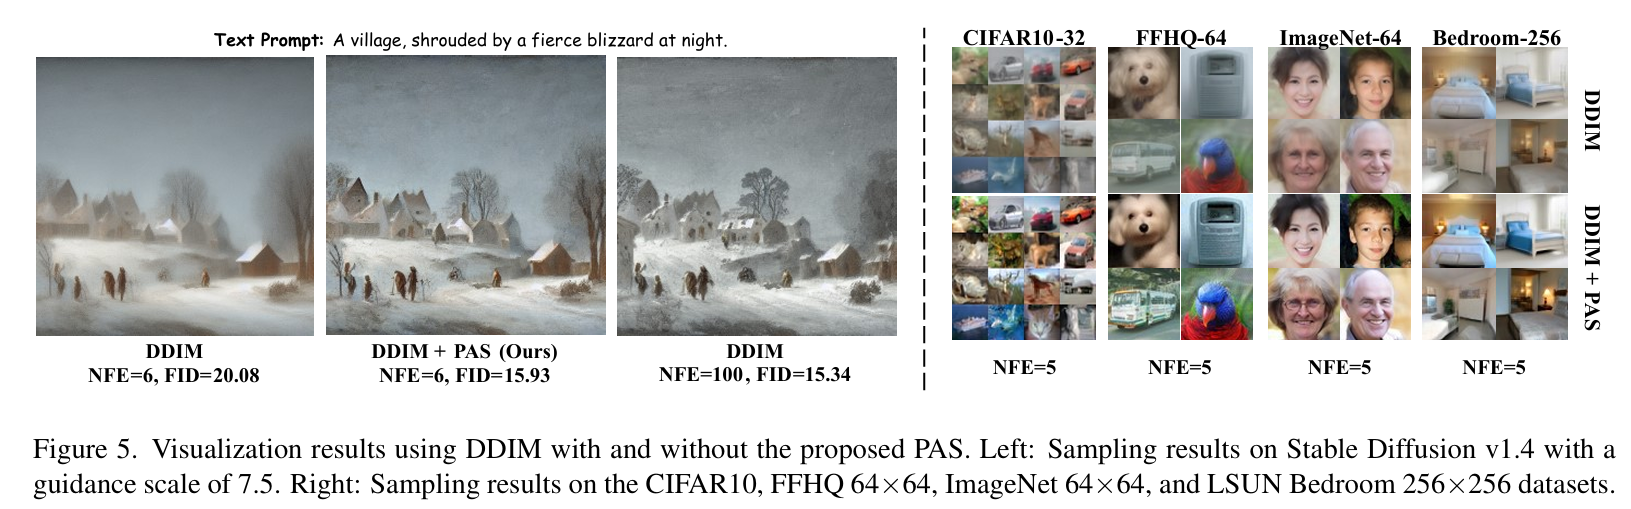 Text Prompt: A village, shrouded by a fierce blizzard at night.
DDIM
NFE=6, FID=20.08
DDIM + PAS (Ours)
NFE=6, FID=15.93
DDIM
NFE=100, FID=15.34
CIFAR10-32
FFHQ-64
ImageNet-64
Bedroom-256
DDIM
DDIM + PAS
NFE=5
NFE=5
NFE=5
NFE=5
Figure 5. Visualization results using DDIM with and without the proposed PAS. Left: Sampling results on Stable Diffusion v1.4 with a
guidance scale of 7.5. Right: Sampling results on the CIFAR10, FFHQ 64×64, ImageNet 64×64, and LSUN Bedroom 256×256 datasets.